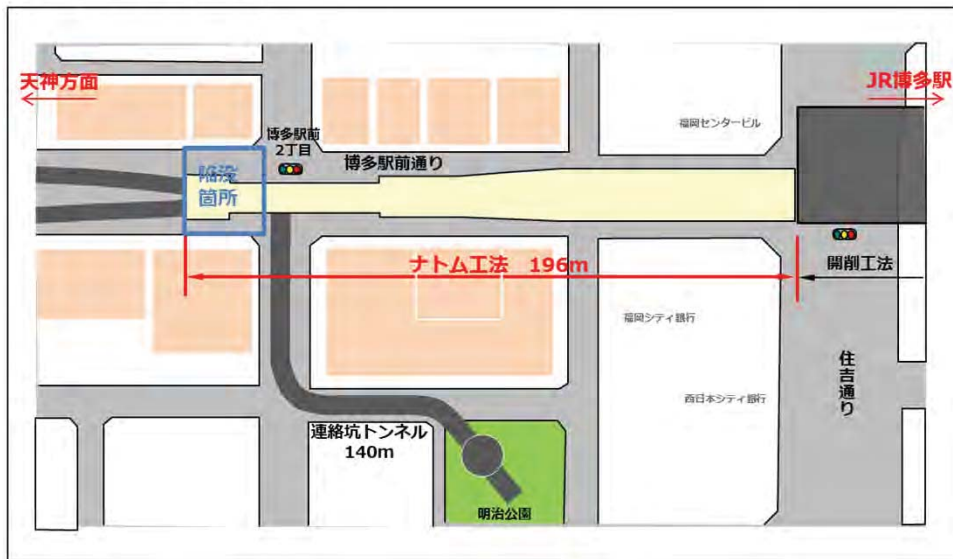 天神方面
JR博多駅
福岡センタービル
博多駅前
2丁目
博多駅前通り
陥没
箇所
ナトム工法 196m
開削工法
福岡シティ銀行
住吉通り
西日本シティ銀行
連絡坑トンネル
140m
明治公園